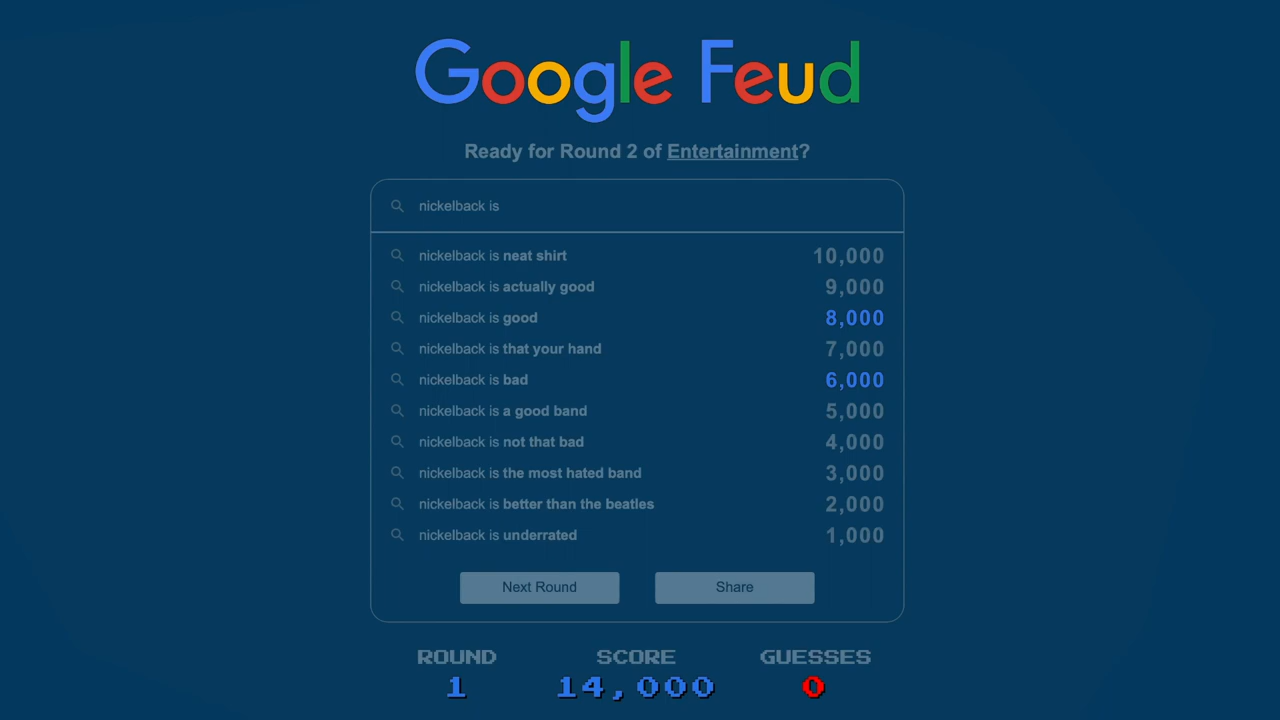 Google Feud
Ready for Round 2 of Entertainment?
nickelback is
nickelback is neat shirt 10,000
nickelback is actually good 9,000
nickelback is good 8,000
nickelback is that your hand 7,000
nickelback is bad 6,000
nickelback is a good band 5,000
nickelback is not that bad 4,000
nickelback is the most hated band 3,000
nickelback is better than the beatles 2,000
nickelback is underrated 1,000
Next Round Share
ROUND SCORE GUESSES
1 14,000 0